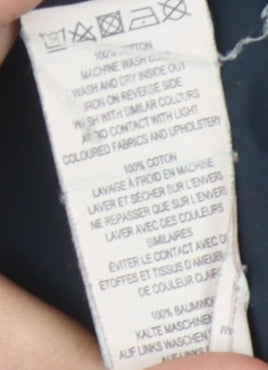 100% COTTON
MACHINE WASH COLD
WASH AND DRY INSIDE OUT
IRON ON REVERSE SIDE
WASH WITH SIMILAR COLOURS
AVOID CONTACT WITH LIGHT
COLOURED FABRICS AND UPHOLSTERY
100% COTON
LAVAGE À FROID EN MACHINE
LAVER ET SÉCHER SUR L'ENVERS
NE REPASSER QUE SUR L'ENVERS
LAVER AVEC DES COULEURS
SIMILAIRES
ÉVITER LE CONTACT AVEC
ÉTOFFES ET TISSUS
DE COULEUR
100%
KALTE
AUF LINKS WASCHEN
AUF LINKS